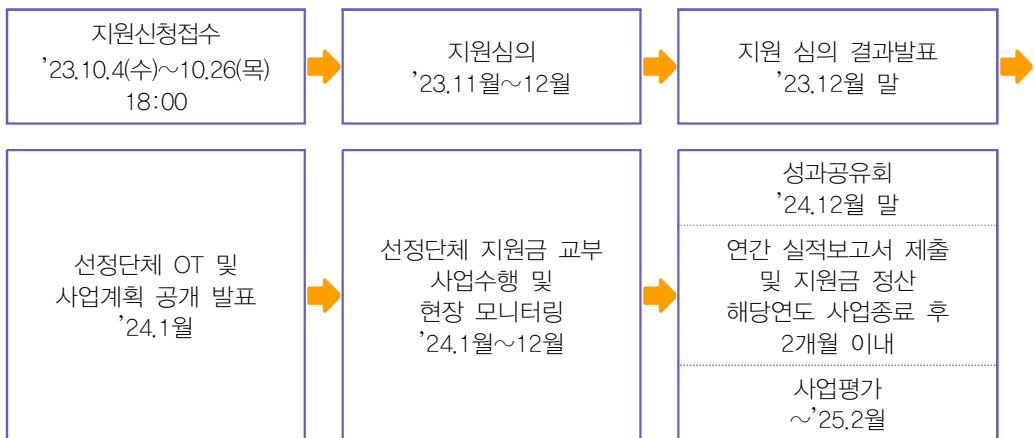 지원신청접수
’23.10.4(수)~10.26(목)
18:00
지원심의
’23.11월~12월
지원 심의 결과발표
’23.12월 말
선정단체 OT 및
사업계획 공개 발표
’24.1월
선정단체 지원금 교부
사업수행 및
현장 모니터링
’24.1월~12월
성과공유회
’24.12월 말
연간 실적보고서 제출
및 지원금 정산
해당연도 사업종료 후
2개월 이내
사업평가
~’25.2월